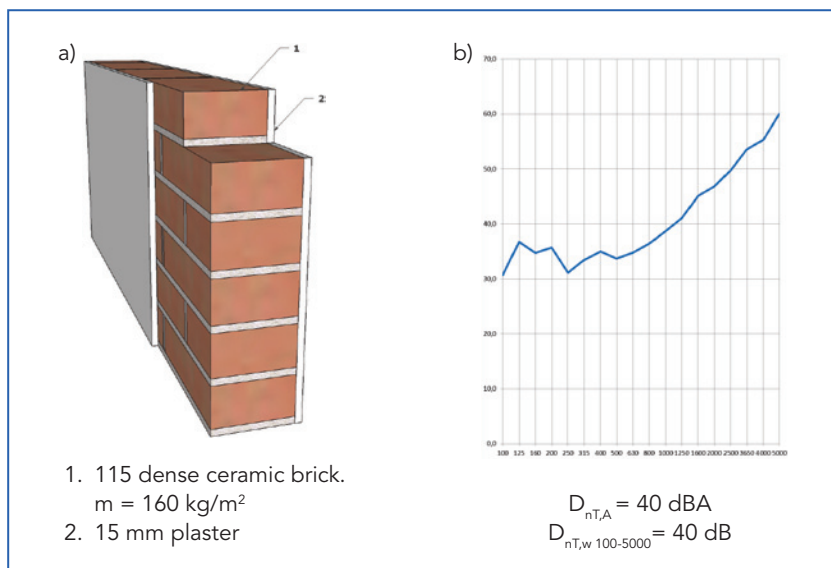 a)
1
2
1. 115 dense ceramic brick.
m = 160 kg/m²
2. 15 mm plaster
b)
70,0
60,0
50,0
40,0
30,0
20,0
10,0
0,0
100 125 160 200 250 315 400 500 630 800 1000 1250 1600 2000 2500 3650 4000 5000
DnT,A = 40 dBA
DnT,w 100-5000 = 40 dB